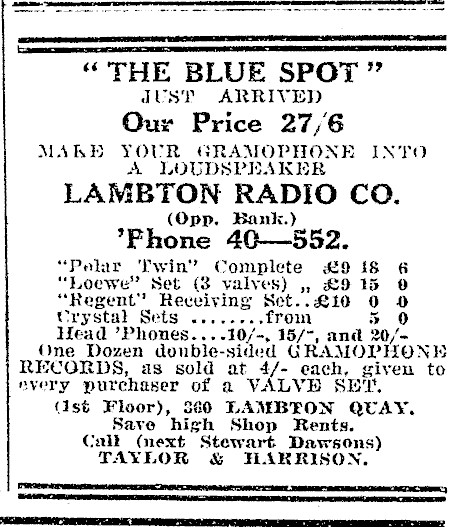 “ THE BLUE SPOT ”
JUST ARRIVED
Our Price 27/6
MAKE YOUR GRAMOPHONE INTO
A LOUDSPEAKER
LAMBTON RADIO CO.
(Opp. Bank.)
’Phone 40—552.
“Polar Twin” Complete £9 18 6
“Loewe” Set (3 valves) „ £9 15 0
“Regent” Receiving Set..£10 0 0
Crystal Sets ........from 5 0
Head ’Phones....10/-, 15/-, and 20/-
One Dozen double-sided GRAMOPHONE
RECORDS, as sold at 4/- each, given to
every purchaser of a VALVE SET.
(1st Floor), 360 LAMBTON QUAY.
Save high Shop Rents.
Call (next Stewart Dawsons)
TAYLOR & HARRISON.